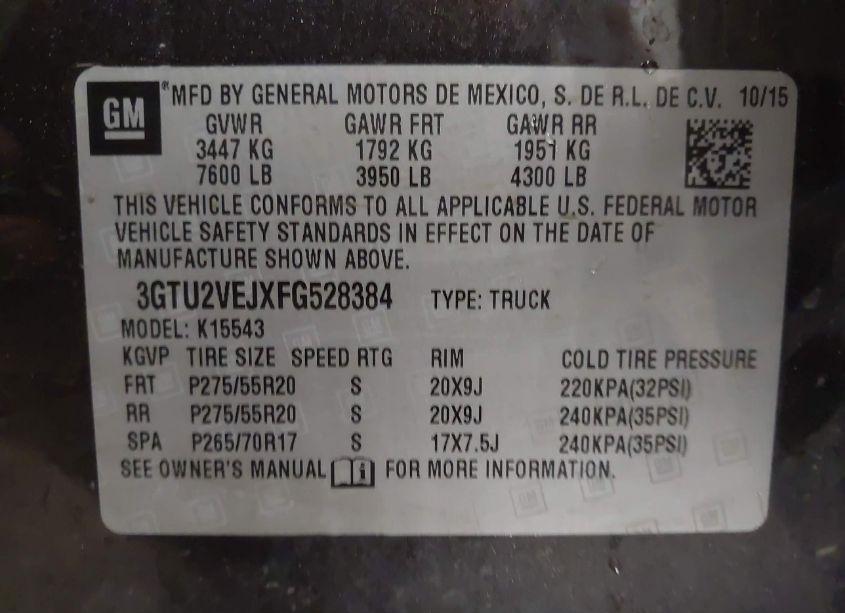 GM MFD BY GENERAL MOTORS DE MEXICO, S. DE R.L. DE C.V. 10/15
GVWR GAWR FRT GAWR RR
3447 KG 1792 KG 1951 KG
7600 LB 3950 LB 4300 LB
THIS VEHICLE CONFORMS TO ALL APPLICABLE U.S. FEDERAL MOTOR
VEHICLE SAFETY STANDARDS IN EFFECT ON THE DATE OF
MANUFACTURE SHOWN ABOVE.
3GTU2VEJXFG528384 TYPE: TRUCK
MODEL: K15543
KGVP TIRE SIZE SPEED RTG RIM COLD TIRE PRESSURE
FRT P275/55R20 S 20X9J 220KPA(32PSI)
RR P275/55R20 S 20X9J 240KPA(35PSI)
SPA P265/70R17 S 17X7.5J 240KPA(35PSI)
SEE OWNER'S MANUAL i FOR MORE INFORMATION.